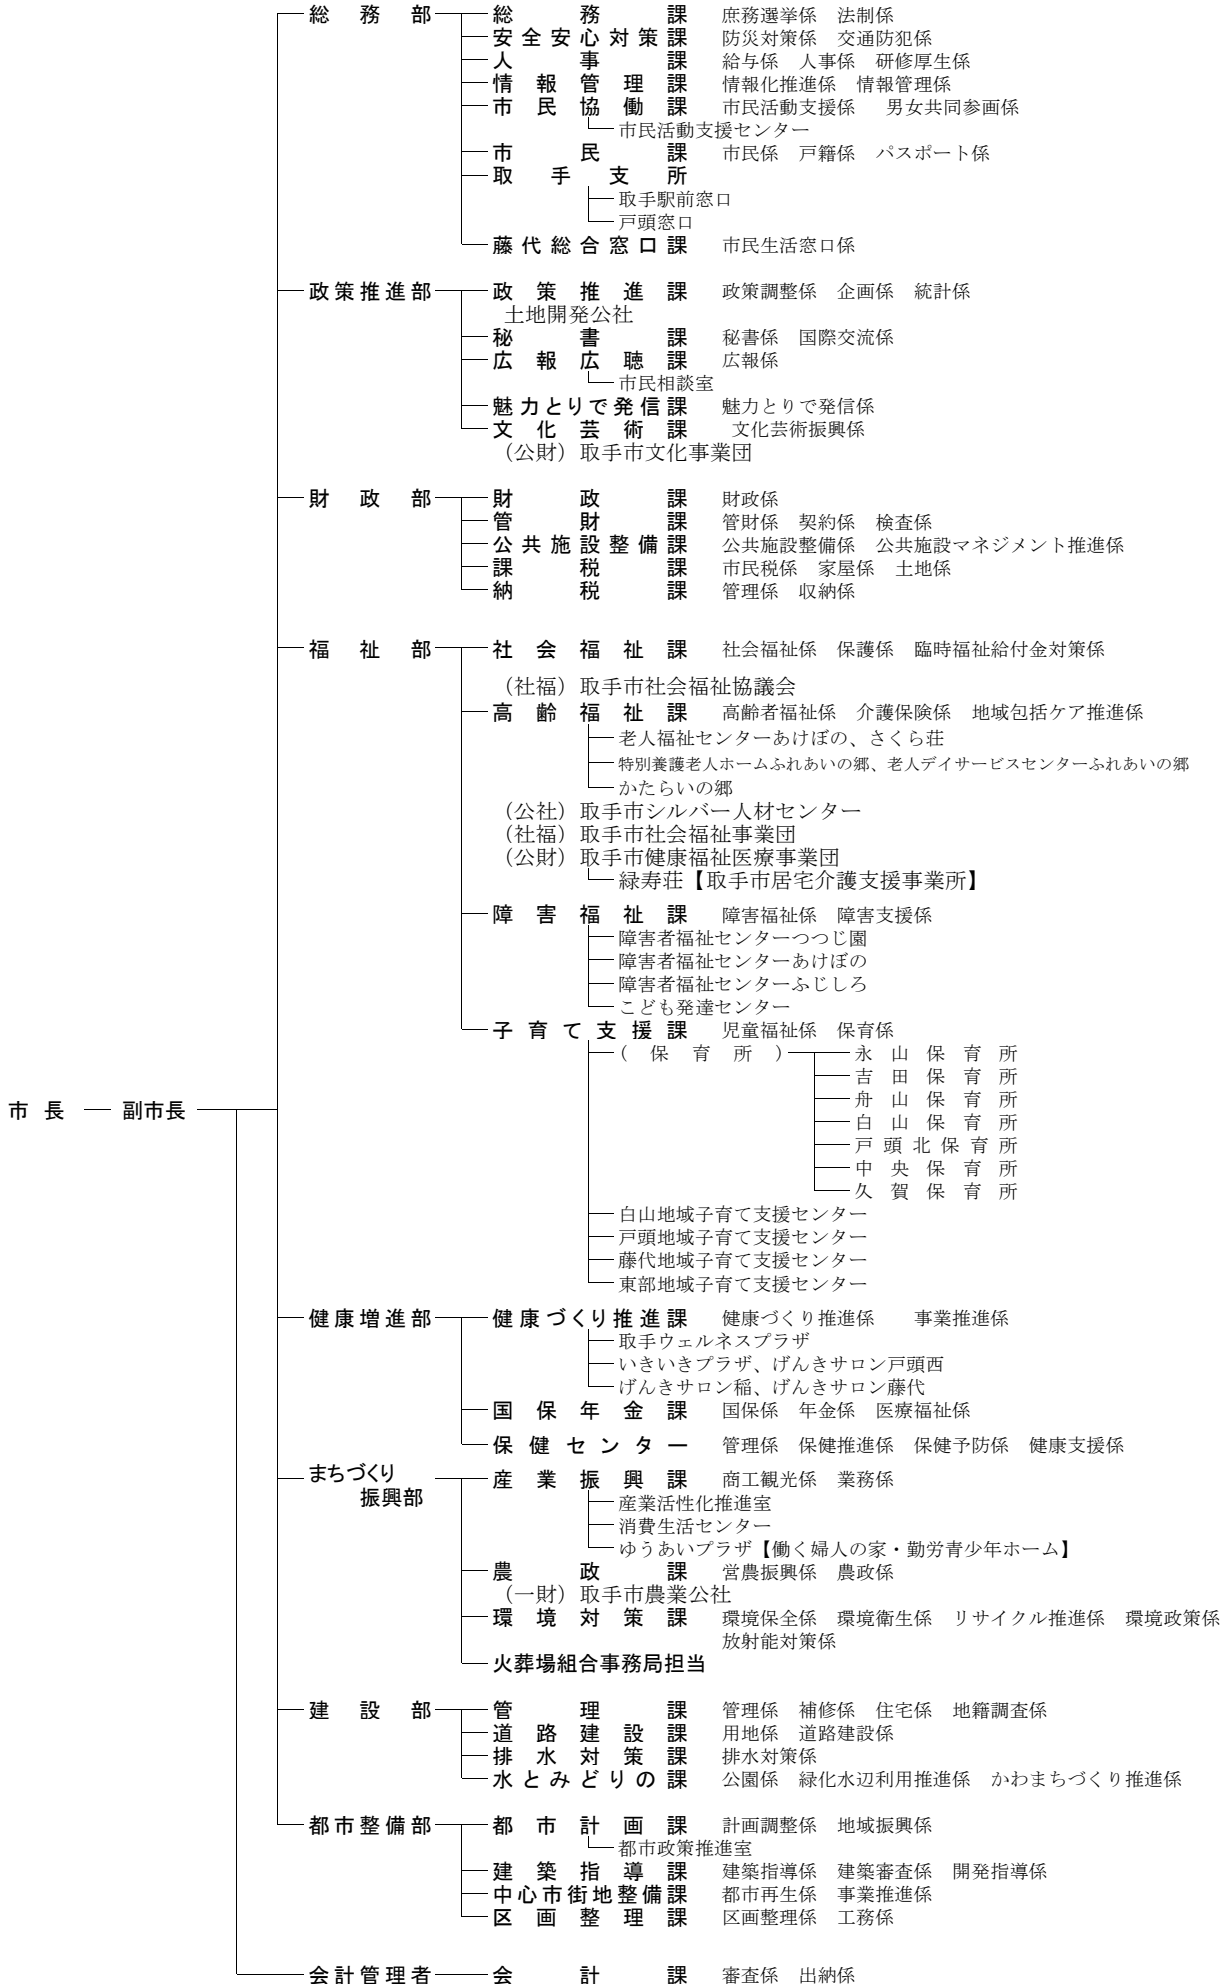 総務部 総務課 庶務選挙係 法制係
安全安心対策課 防災対策係 交通防犯係
人事課 給与係 人事係 研修厚生係
情報管理課 情報化推進係 情報管理係
市民協働課 市民活動支援係 男女共同参画係
市民活動支援センター
市民課 市民係 戸籍係 パスポート係
取手支所
取手駅前窓口
戸頭窓口
藤代総合窓口課 市民生活窓口係
政策推進部 政策推進課 政策調整係 企画係 統計係
土地開発公社
秘書課 秘書係 国際交流係
広報広聴課 広報係
市民相談室
魅力とりで発信課 魅力とりで発信係
文化芸術課 文化芸術振興係
(公財)取手市文化事業団
財政部 財政課 財政係
管財課 管財係 契約係 検査係
公共施設整備課 公共施設整備係 公共施設マネジメント推進係
課税課 市民税係 家屋係 土地係
納税課 管理係 収納係
福祉部 社会福祉課 社会福祉係 保護係 臨時福祉給付金対策係
(社福)取手市社会福祉協議会
高齢福祉課 高齢者福祉係 介護保険係 地域包括ケア推進係
老人福祉センターあけぼの、さくら荘
特別養護老人ホームふれあいの郷、老人デイサービスセンターふれあいの郷
かたらいの郷
(公社)取手市シルバー人材センター
(社福)取手市社会福祉事業団
(公財)取手市健康福祉医療事業団
緑寿荘【取手市居宅介護支援事業所】
障害福祉課 障害福祉係 障害支援係
障害者福祉センターつつじ園
障害者福祉センターあけぼの
障害者福祉センターふじしろ
こども発達センター
子育て支援課 児童福祉係 保育係
(保育所) 永山保育所
吉田保育所
舟山保育所
市長 副市長 白山保育所
戸頭北保育所
中央保育所
久賀保育所
白山地域子育て支援センター
戸頭地域子育て支援センター
藤代地域子育て支援センター
東部地域子育て支援センター
健康増進部 健康づくり推進課 健康づくり推進係 事業推進係
取手ウェルネスプラザ
いきいきプラザ、げんきサロン戸頭西
げんきサロン稲、げんきサロン藤代
国保年金課 国保係 年金係 医療福祉係
保健センター 管理係 保健推進係 保健予防係 健康支援係
まちづくり振興部 産業振興課 商工観光係 業務係
産業活性化推進室
消費生活センター
ゆうあいプラザ【働く婦人の家・勤労青少年ホーム】
農政課 営農振興係 農政係
(一財)取手市農業公社
環境対策課 環境保全係 環境衛生係 リサイクル推進係 環境政策係
放射能対策係
火葬場組合事務局担当
建設部 管理課 管理係 補修係 住宅係 地籍調査係
道路建設課 用地係 道路建設係
排水対策課 排水対策係
水とみどりの課 公園係 緑化水辺利用推進係 かわまちづくり推進係
都市整備部 都市計画課 計画調整係 地域振興係
都市政策推進室
建築指導課 建築指導係 建築審査係 開発指導係
中心市街地整備課 都市再生係 事業推進係
区画整理課 区画整理係 工務係
会計管理者 会計課 審査係 出納係